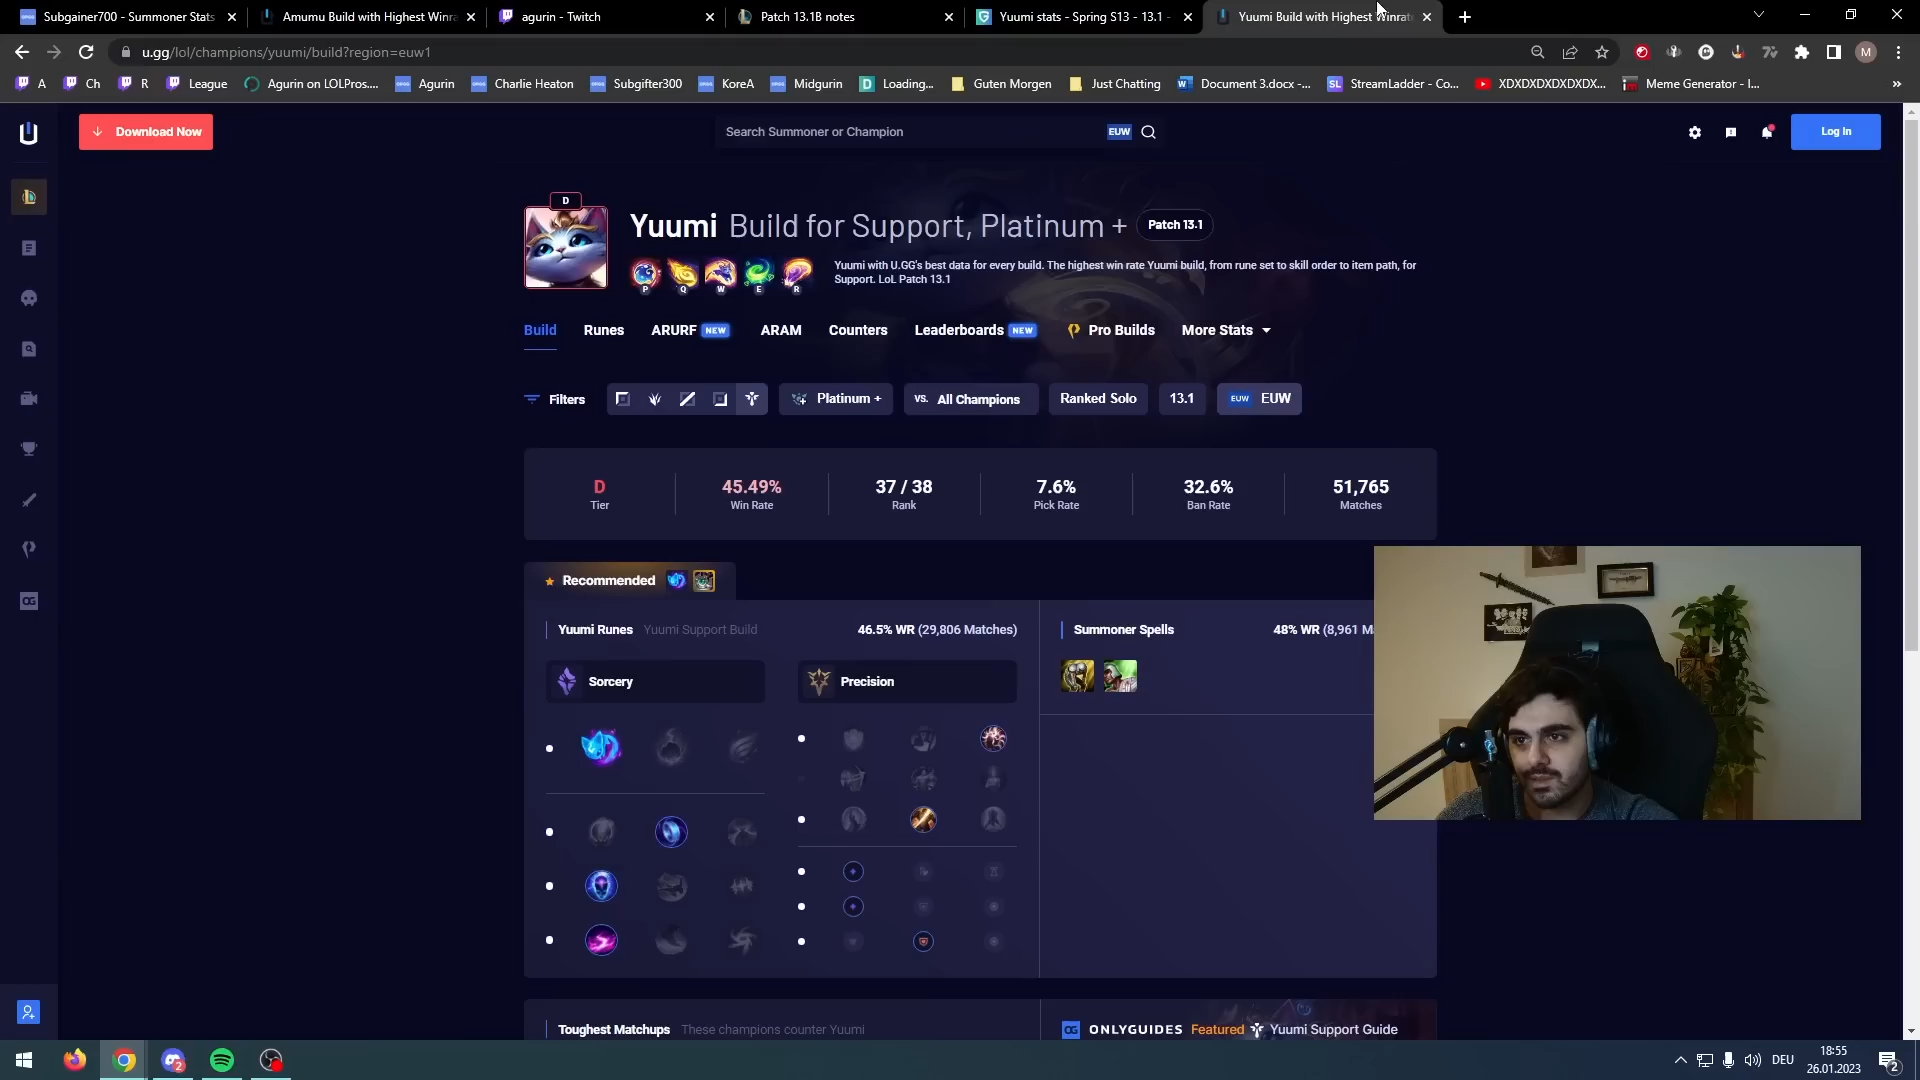 Subgainer700 - Summoner Stats
Amumu Build with Highest Winra
agurin - Twitch
Patch 13.1B notes
Yuumi stats - Spring S13 - 13.1 -
Yuumi Build with Highest Winrat
u.gg/lol/champions/yuumi/build?region=euw1
M
A
Ch
R
League
Agurin on LOLPros....
Agurin
Charlie Heaton
Subgifter300
KoreA
Midgurin
Loading...
Guten Morgen
Just Chatting
Document 3.docx -...
StreamLadder - Co...
XDXDXDXDXDXDX...
Meme Generator - I...
Download Now
Search Summoner or Champion
EUW
Log In
D
Yuumi Build for Support, Platinum +
Patch 13.1
P
Q
W
E
R
Yuumi with U.GG's best data for every build. The highest win rate Yuumi build, from rune set to skill order to item path, for
Support. LoL Patch 13.1
Build
Runes
ARURF NEW
ARAM
Counters
Leaderboards NEW
Pro Builds
More Stats
Filters
Platinum +
VS. All Champions
Ranked Solo
13.1
EUW EUW
D
45.49%
37 / 38
7.6%
32.6%
51,765
Tier
Win Rate
Rank
Pick Rate
Ban Rate
Matches
Recommended
Yuumi Runes Yuumi Support Build
46.5% WR (29,806 Matches)
Summoner Spells
48% WR (8,961 M
Sorcery
Precision
Toughest Matchups These champions counter Yuumi
OG ONLYGUIDES Featured Yuumi Support Guide
DEU
18:55
26.01.2023
2
2